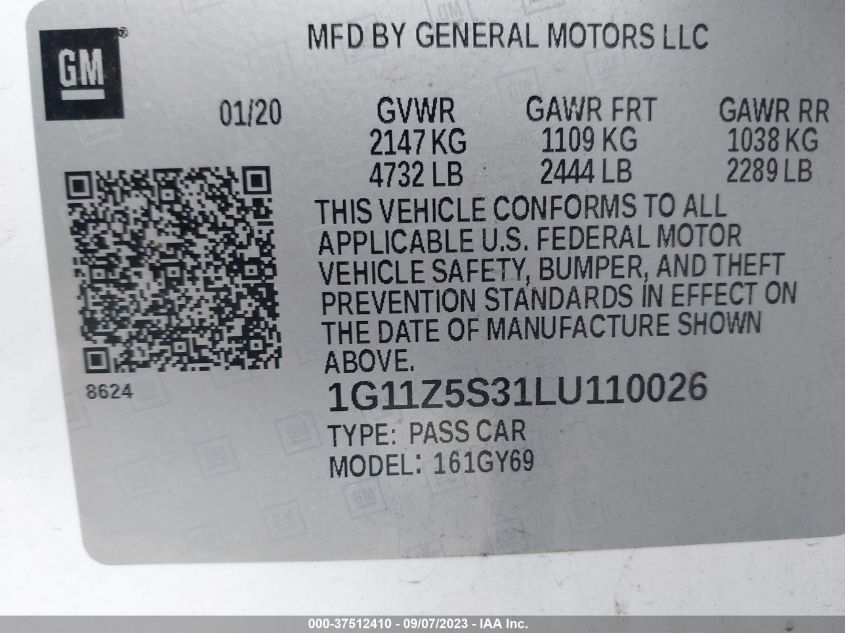 GM
®
MFD BY GENERAL MOTORS LLC
01/20 GVWR GAWR FRT GAWR RR
2147 KG 1109 KG 1038 KG
4732 LB 2444 LB 2289 LB
THIS VEHICLE CONFORMS TO ALL
APPLICABLE U.S. FEDERAL MOTOR
VEHICLE SAFETY, BUMPER, AND THEFT
PREVENTION STANDARDS IN EFFECT ON
THE DATE OF MANUFACTURE SHOWN
ABOVE.
8624
1G11Z5S31LU110026
TYPE: PASS CAR
MODEL: 161GY69
000-37512410 - 09/07/2023 - IAA Inc.